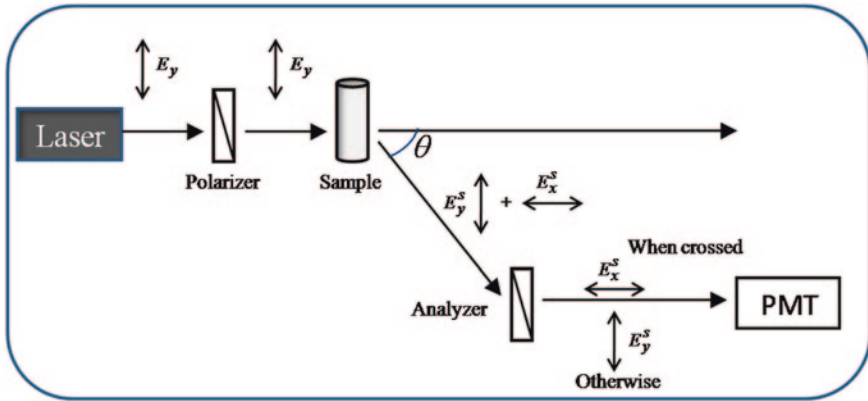 E_y
E_y
Laser
θ
Polarizer
Sample
E_y^s + E_x^s
When crossed
E_x^s
Analyzer
PMT
E_y^s
Otherwise